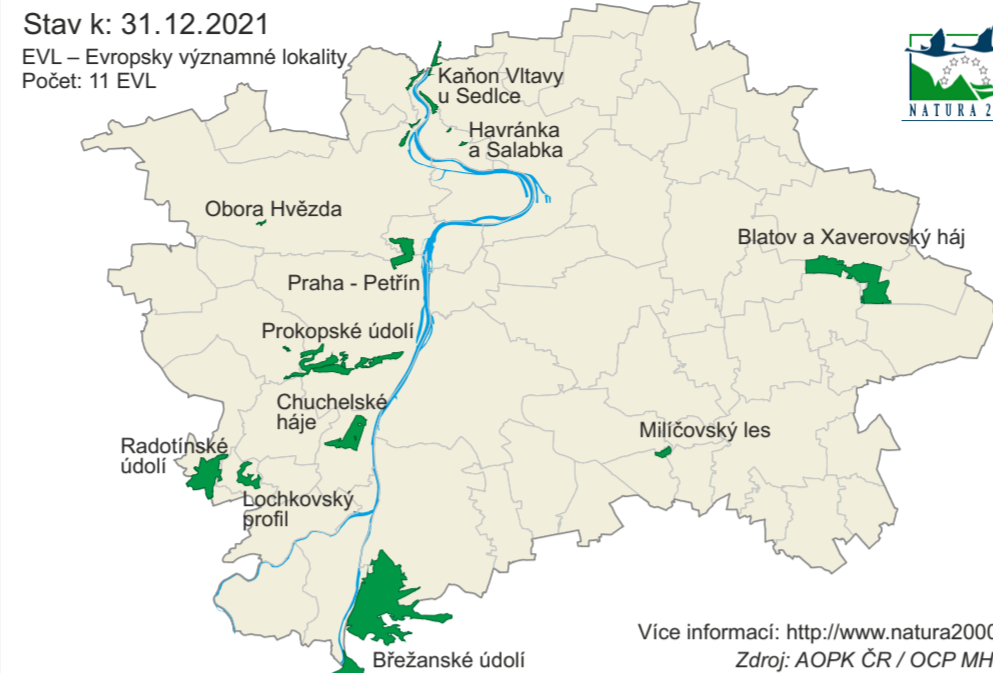 Stav k: 31.12.2021
EVL – Evropsky významné lokality
Počet: 11 EVL
NATURA 2
Kaňon Vltavy
u Sedlce
Havránka
a Salabka
Obora Hvězda
Blatov a Xaverovský háj
Praha - Petřín
Prokopské údolí
Chuchelské
háje
Milíčovský les
Radotínské
údolí
Lochkovský
profil
Břežanské údolí
Více informací: http://www.natura2000
Zdroj: AOPK ČR / OCP MH